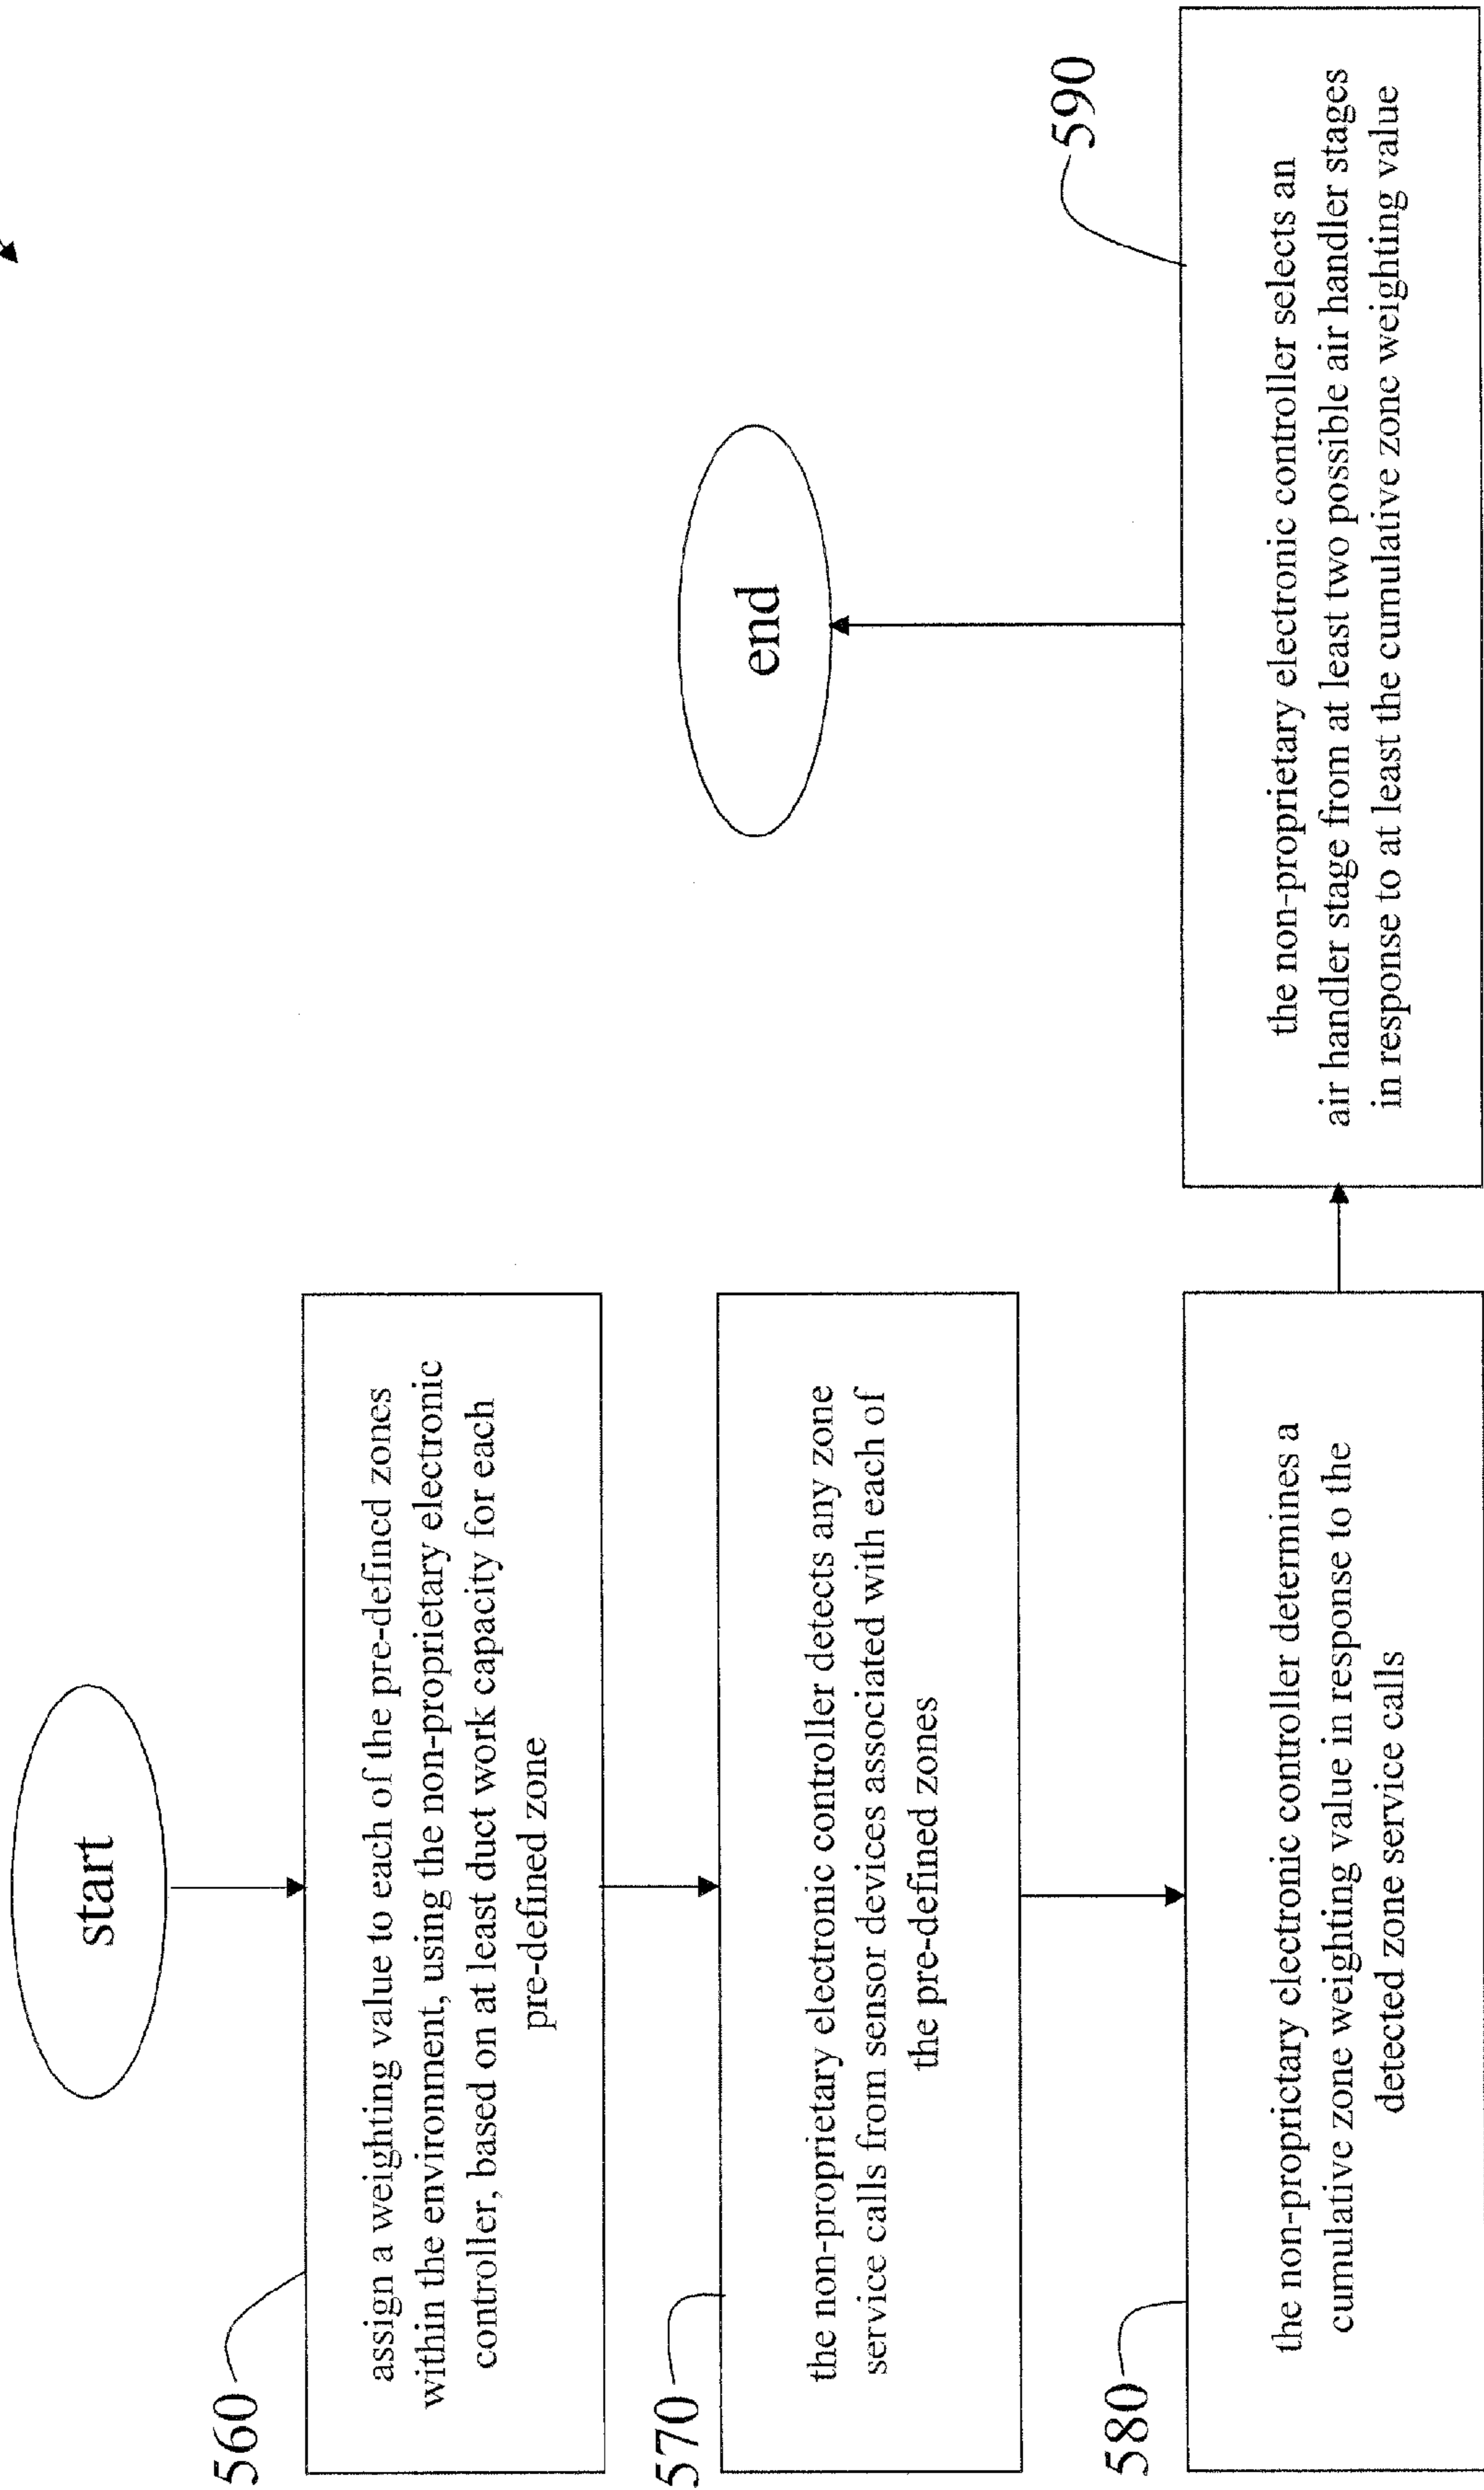 start
560
assign a weighting value to each of the pre-defined zones
within the environment, using the non-proprietary electronic
controller, based on at least duct work capacity for each
pre-defined zone
570
the non-proprietary electronic controller detects any zone
service calls from sensor devices associated with each of
the pre-defined zones
580
the non-proprietary electronic controller determines a
cumulative zone weighting value in response to the
detected zone service calls
590
the non-proprietary electronic controller selects an
air handler stage from at least two possible air handler stages
in response to at least the cumulative zone weighting value
end